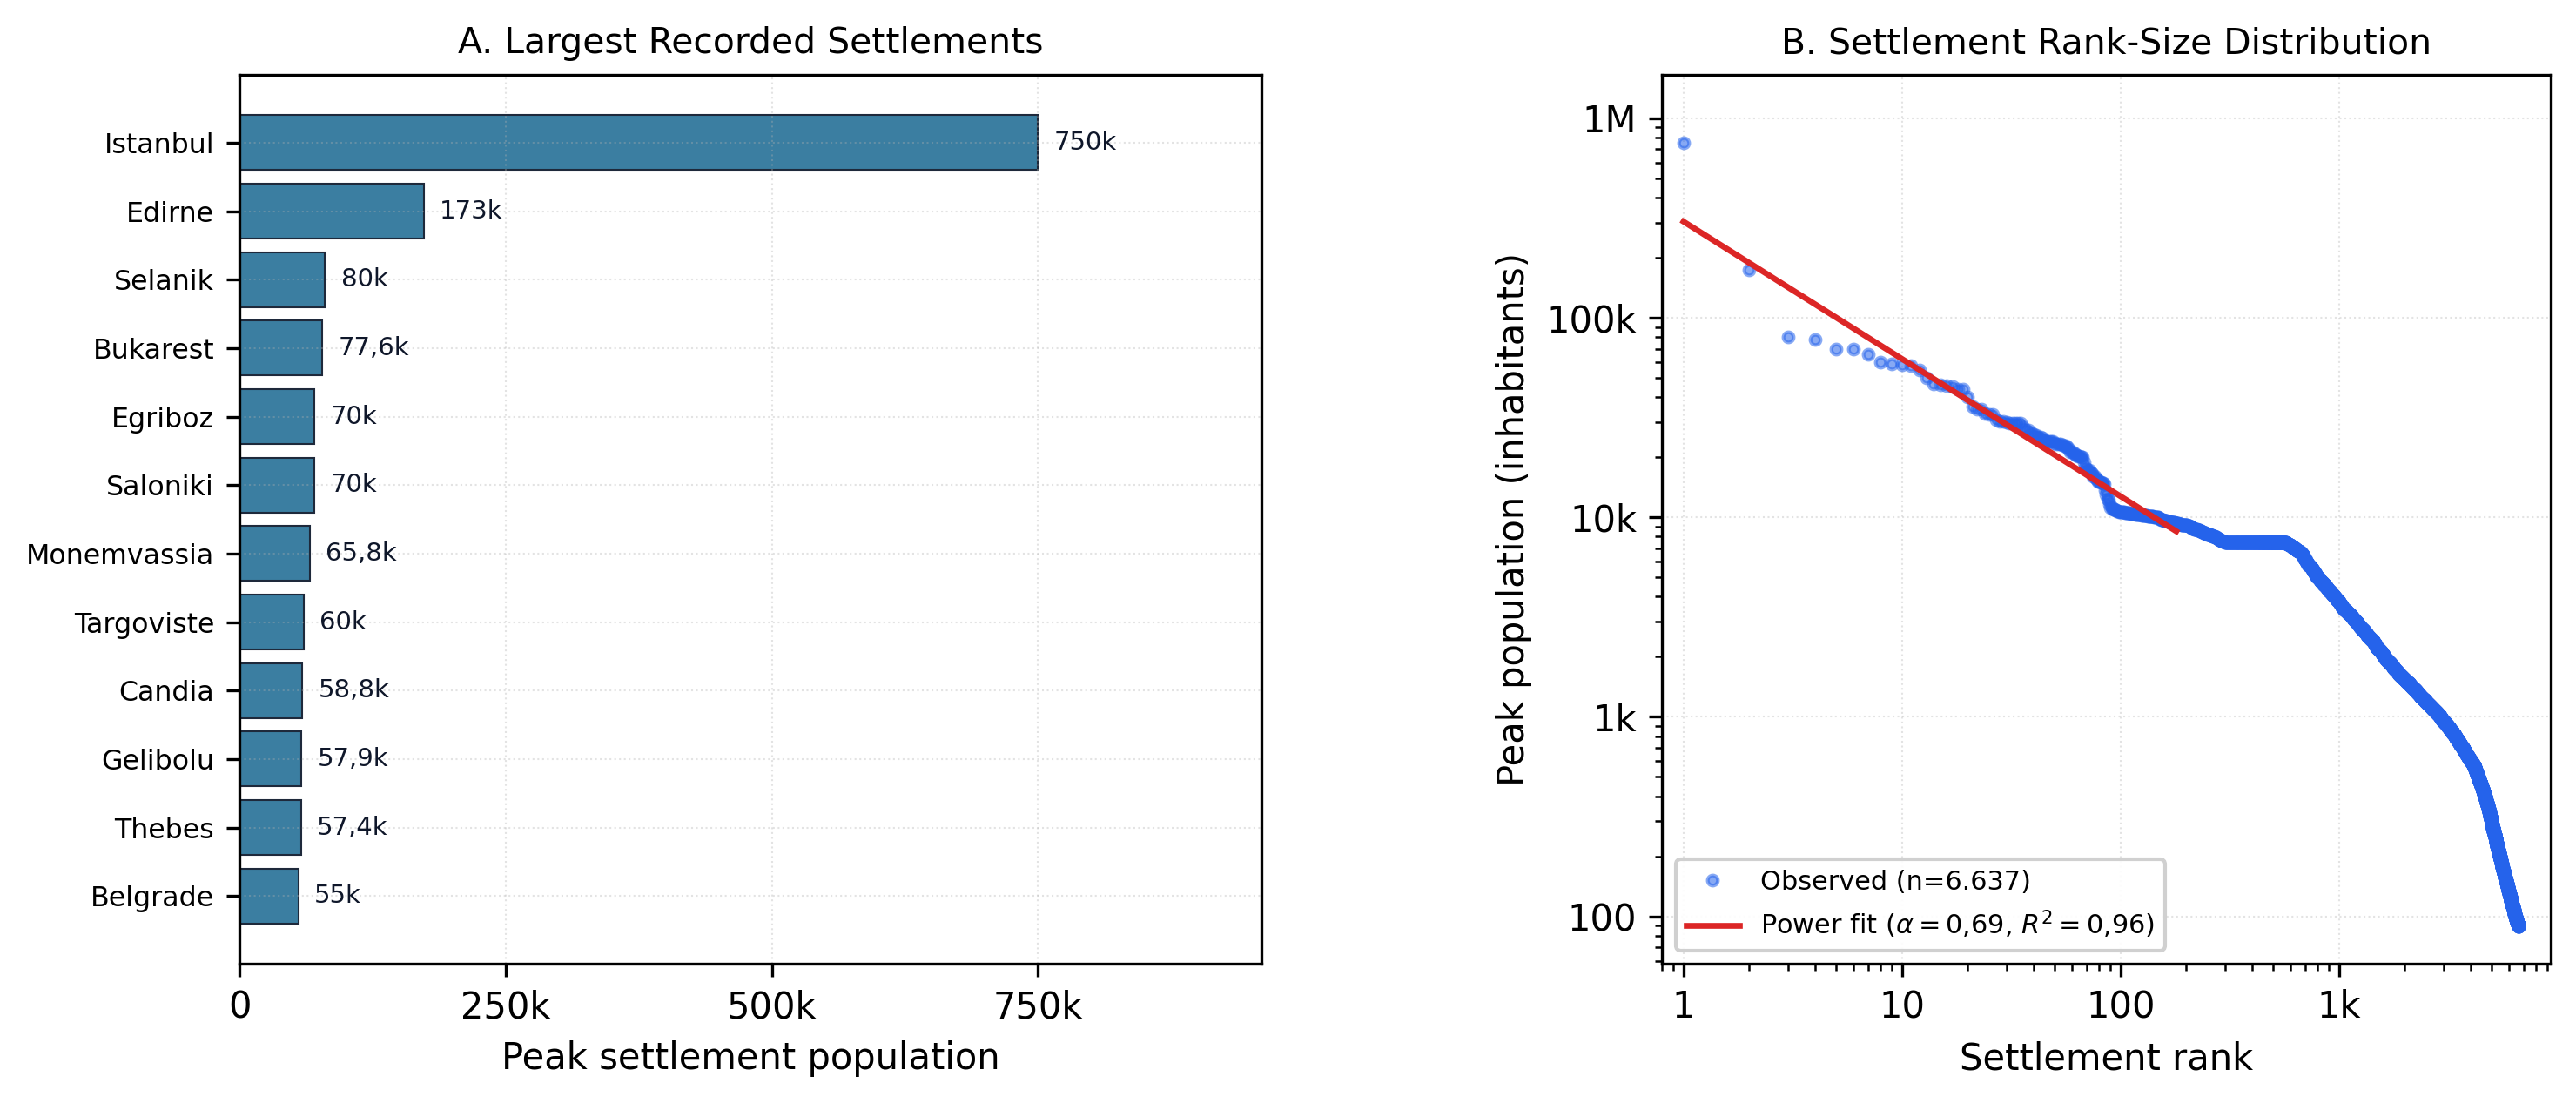 A. Largest Recorded Settlements
Istanbul
750k
Edirne
173k
Selanik
80k
Bukarest
77,6k
Egriboz
70k
Saloniki
70k
Monemvassia
65,8k
Targoviste
60k
Candia
58,8k
Gelibolu
57,9k
Thebes
57,4k
Belgrade
55k
0 250k 500k 750k
Peak settlement population
B. Settlement Rank-Size Distribution
Peak population (inhabitants)
1M
100k
10k
1k
100
Observed (n=6.637)
Power fit (α = 0,69, R² = 0,96)
1 10 100 1k
Settlement rank